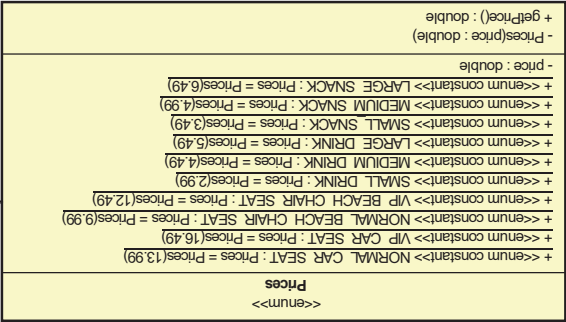 <<enum>>
Prices
+ <<enum constant>> NORMAL_CAR_SEAT : Prices = Prices(13.99)
+ <<enum constant>> VIP_CAR_SEAT : Prices = Prices(16.49)
+ <<enum constant>> NORMAL_BEACH_CHAIR_SEAT : Prices = Prices(9.99)
+ <<enum constant>> VIP_BEACH_CHAIR_SEAT : Prices = Prices(12.49)
+ <<enum constant>> SMALL_DRINK : Prices = Prices(2.99)
+ <<enum constant>> MEDIUM_DRINK : Prices = Prices(4.49)
+ <<enum constant>> LARGE_DRINK : Prices = Prices(5.49)
+ <<enum constant>> SMALL_SNACK : Prices = Prices(3.49)
+ <<enum constant>> MEDIUM_SNACK : Prices = Prices(4.99)
+ <<enum constant>> LARGE_SNACK : Prices = Prices(6.49)
- price : double
- Prices(price : double)
+ getPrice() : double